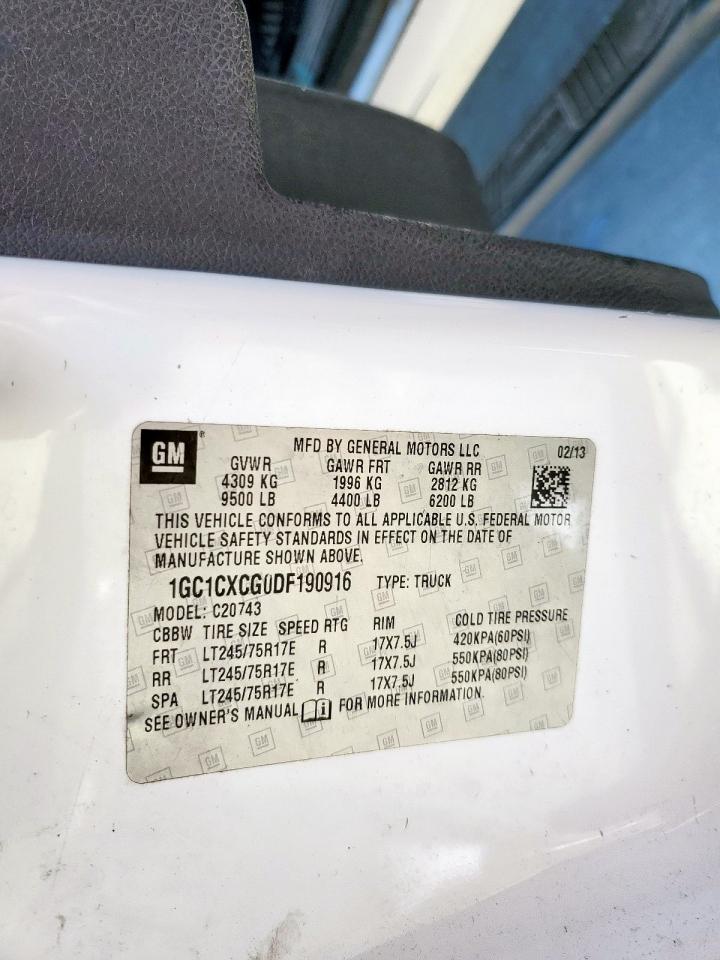 GM
MFD BY GENERAL MOTORS LLC 02/13
GVWR GAWR FRT GAWR RR
4309 KG 1996 KG 2812 KG
9500 LB 4400 LB 6200 LB
THIS VEHICLE CONFORMS TO ALL APPLICABLE U.S. FEDERAL MOTOR
VEHICLE SAFETY STANDARDS IN EFFECT ON THE DATE OF
MANUFACTURE SHOWN ABOVE.
1GC1CXCG0DF190916 TYPE: TRUCK
MODEL: C20743
CBBW TIRE SIZE SPEED RTG RIM COLD TIRE PRESSURE
FRT LT245/75R17E R 17X7.5J 420KPA(60PSI)
RR LT245/75R17E R 17X7.5J 550KPA(80PSI)
SPA LT245/75R17E R 17X7.5J 550KPA(80PSI)
SEE OWNER'S MANUAL FOR MORE INFORMATION.